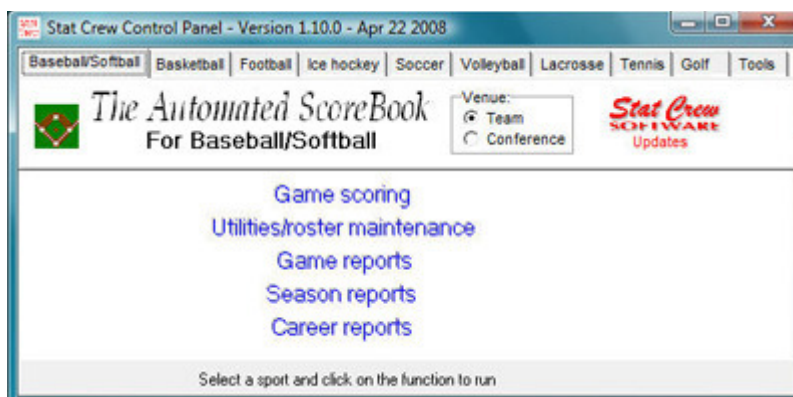 Stat Crew Control Panel - Version 1.10.0 - Apr 22 2008
Baseball/Softball Basketball Football Ice hockey Soccer Volleyball Lacrosse Tennis Golf Tools
The Automated ScoreBook
For Baseball/Softball
Venue:
Team
Conference
Stat Crew
SOFTWARE
Updates
Game scoring
Utilities/roster maintenance
Game reports
Season reports
Career reports
Select a sport and click on the function to run